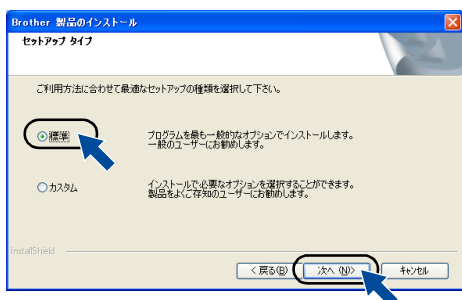 Brother 製品のインストール
セットアップ タイプ
ご利用方法に合わせて最適なセットアップの種類を選択して下さい。
標準
プログラムを最も一般的なオプションでインストールします。
一般のユーザーにお勧めします。
カスタム
インストールで必要なオプションを選択することができます。
製品をよくご存知のユーザーにお勧めします。
InstallShield
< 戻る(B)
次へ (N)>
キャンセル